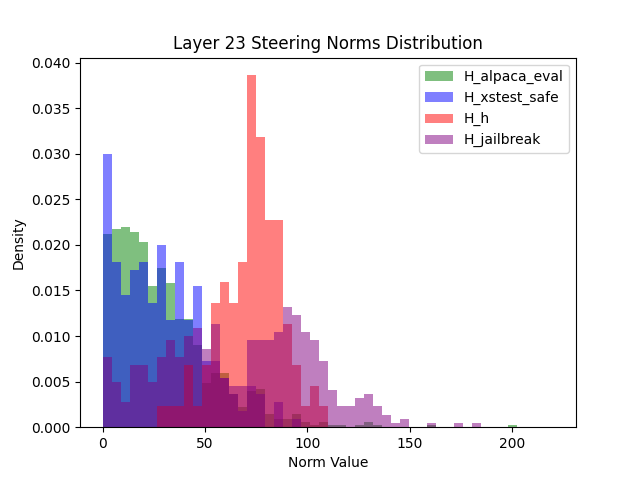 Layer 23 Steering Norms Distribution
H_alpaca_eval
H_xstest_safe
H_h
H_jailbreak
0.040
0.035
0.030
0.025
0.020
0.015
0.010
0.005
0.000
Density
0 50 100 150 200
Norm Value